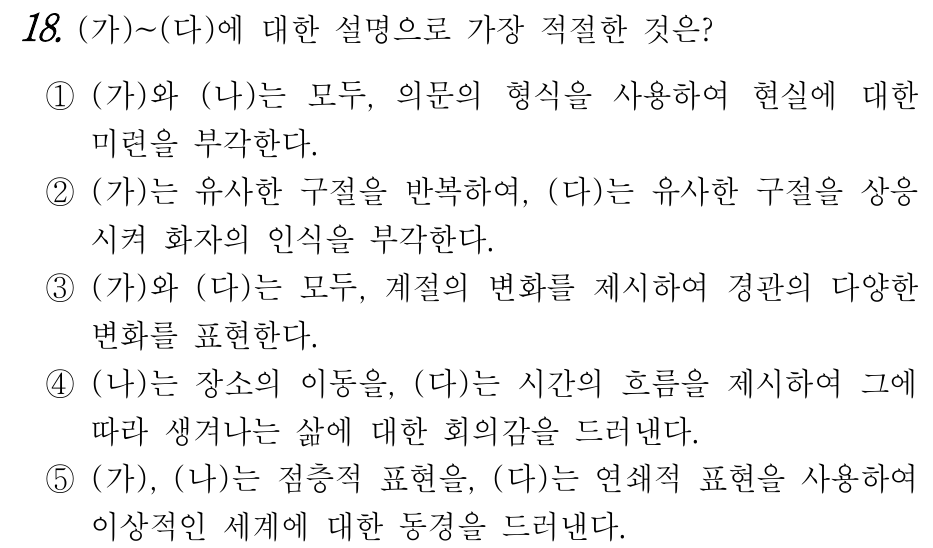 18. (가)~(다)에 대한 설명으로 가장 적절한 것은?
① (가)와 (나)는 모두, 의문의 형식을 사용하여 현실에 대한
미련을 부각한다.
② (가)는 유사한 구절을 반복하여, (다)는 유사한 구절을 상응
시켜 화자의 인식을 부각한다.
③ (가)와 (다)는 모두, 계절의 변화를 제시하여 경관의 다양한
변화를 표현한다.
④ (나)는 장소의 이동을, (다)는 시간의 흐름을 제시하여 그에
따라 생겨나는 삶에 대한 회의감을 드러낸다.
⑤ (가), (나)는 점층적 표현을, (다)는 연쇄적 표현을 사용하여
이상적인 세계에 대한 동경을 드러낸다.